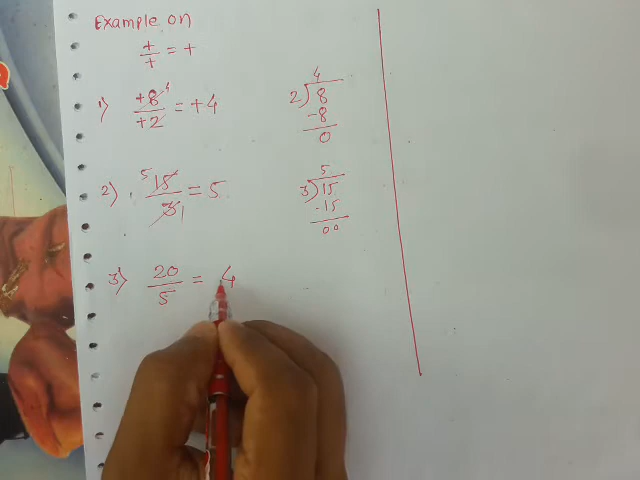 Example on
+/+ = +
1) +8/+2 4 = +4
2) 5 15/3 1 = 5
3) 20/5 = 4
4
2)8
-8
0
5
3)15
-15
00